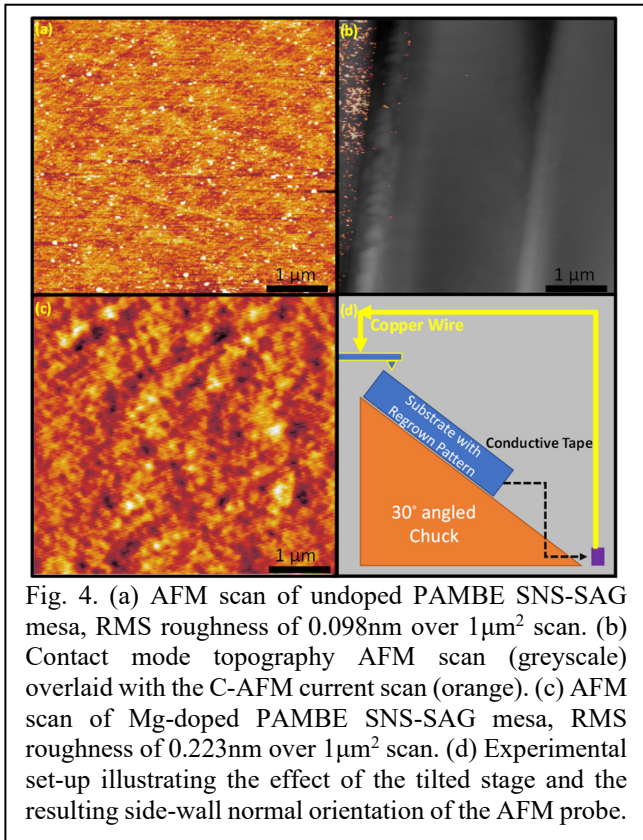 (a)
(b)
1 µm
1 µm
(c)
(d)
Copper Wire
Substrate with
Regrown Pattern
Conductive Tape
30° angled
Chuck
1 µm
Fig. 4. (a) AFM scan of undoped PAMBE SNS-SAG
mesa, RMS roughness of 0.098nm over 1µm² scan. (b)
Contact mode topography AFM scan (greyscale)
overlaid with the C-AFM current scan (orange). (c) AFM
scan of Mg-doped PAMBE SNS-SAG mesa, RMS
roughness of 0.223nm over 1µm² scan. (d) Experimental
set-up illustrating the effect of the tilted stage and the
resulting side-wall normal orientation of the AFM probe.